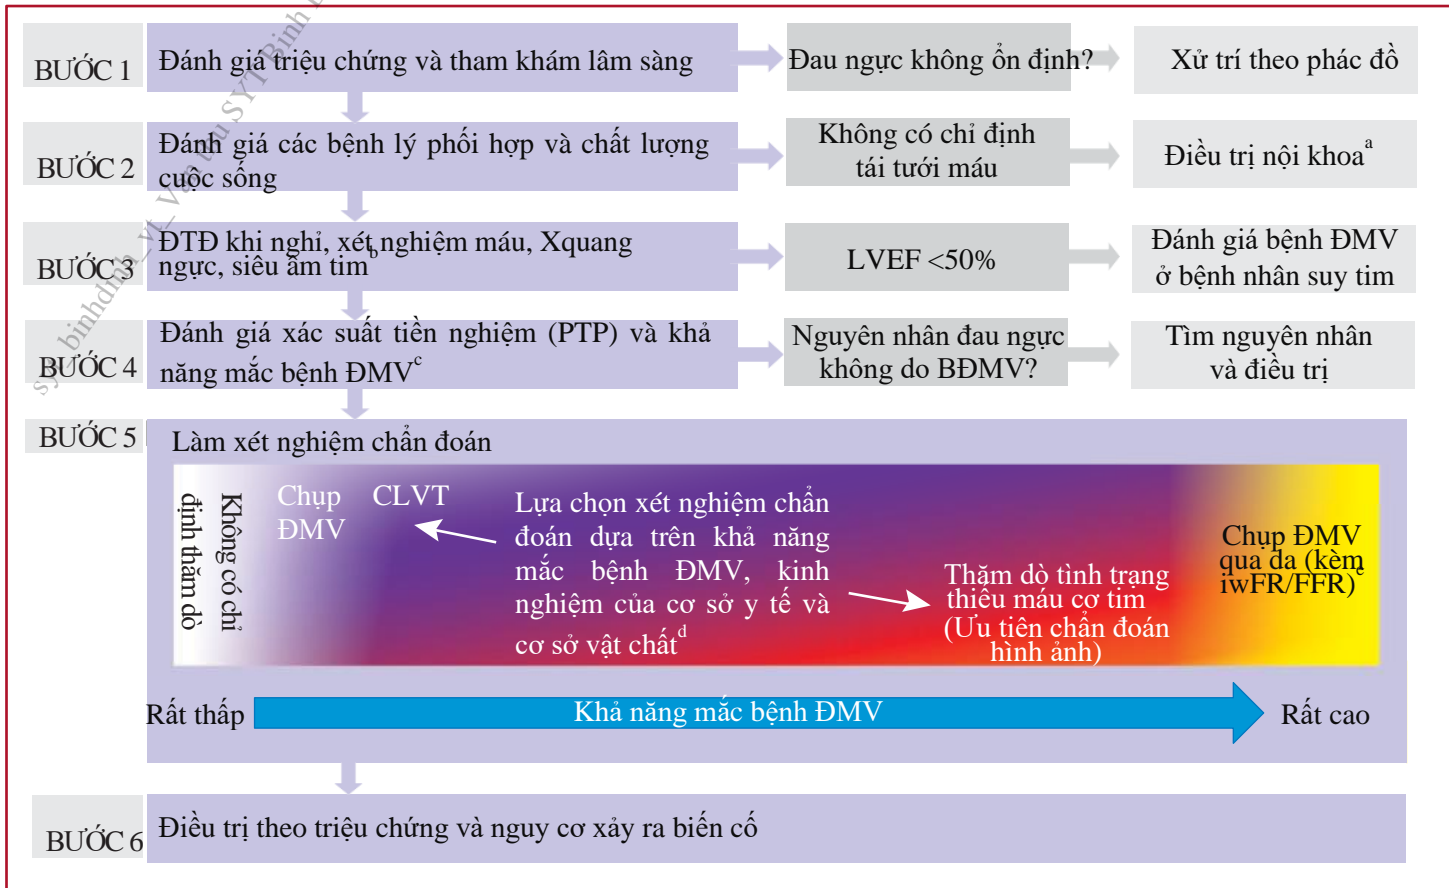 BƯỚC 1
Đánh giá triệu chứng và tham khám lâm sàng
Đau ngực không ổn định?
Xử trí theo phác đồ
BƯỚC 2
Đánh giá các bệnh lý phối hợp và chất lượng
cuộc sống
Không có chỉ định
tái tưới máu
Điều trị nội khoa^a
BƯỚC 3
ĐTĐ khi nghỉ, xét nghiệm máu, Xquang
ngực, siêu âm tim^b
LVEF <50%
Đánh giá bệnh ĐMV
ở bệnh nhân suy tim
BƯỚC 4
Đánh giá xác suất tiền nghiệm (PTP) và khả
năng mắc bệnh ĐMV^c
Nguyên nhân đau ngực
không do BĐMV?
Tìm nguyên nhân
và điều trị
BƯỚC 5
Làm xét nghiệm chẩn đoán
Không có chỉ
định thăm dò
Chụp CLVT
ĐMV
Lựa chọn xét nghiệm chẩn
đoán dựa trên khả năng
mắc bệnh ĐMV, kinh
nghiệm của cơ sở y tế và
cơ sở vật chất^d
Thăm dò tình trạng
thiếu máu cơ tim
(Ưu tiên chẩn đoán
hình ảnh)
Chụp ĐMV
qua da (kèm
iwFR/FFR)^e
Rất thấp
Khả năng mắc bệnh ĐMV
Rất cao
BƯỚC 6
Điều trị theo triệu chứng và nguy cơ xảy ra biến cố